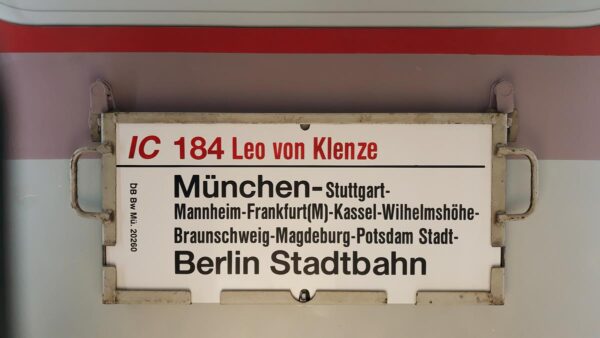 IC 184 Leo von Klenze
DB Bw Mü. 20260
München-Stuttgart-
Mannheim-Frankfurt(M)-Kassel-Wilhelmshöhe-
Braunschweig-Magdeburg-Potsdam Stadt-
Berlin Stadtbahn